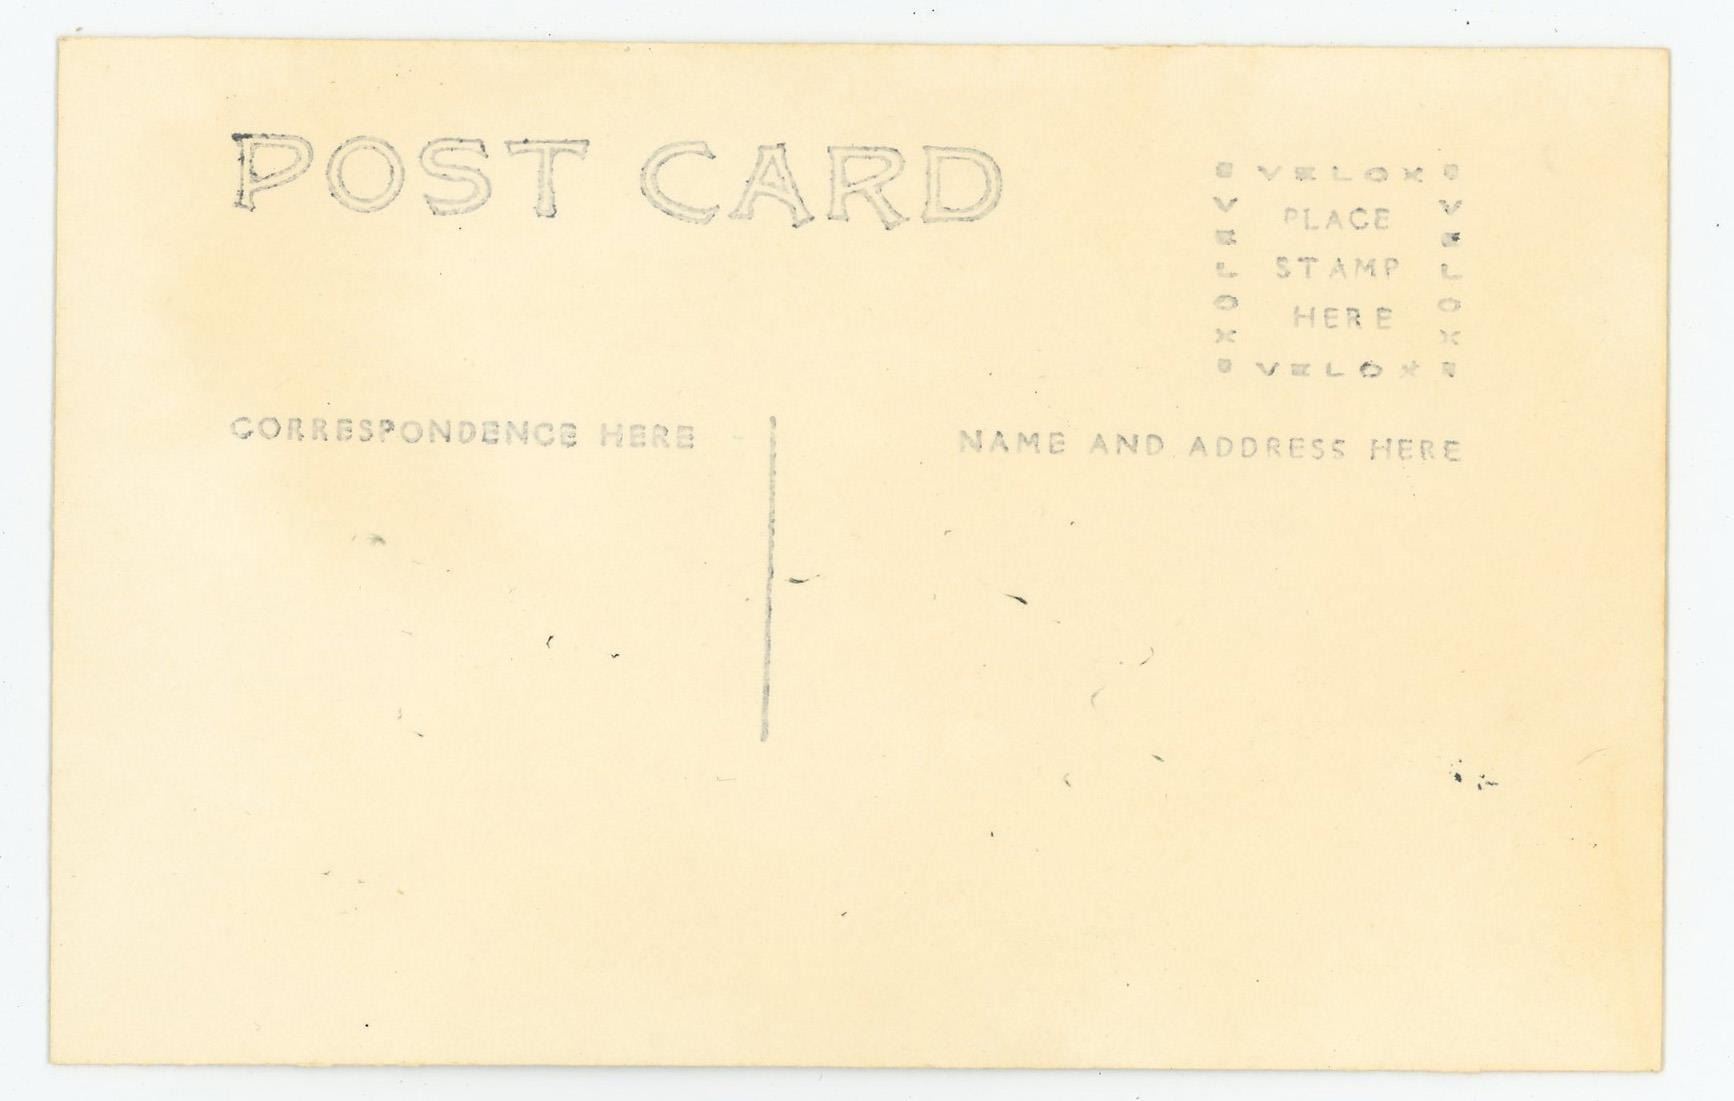 POST CARD
VELOX
VELOX
PLACE
STAMP
HERE
VELOX
VELOX
CORRESPONDENCE HERE
NAME AND ADDRESS HERE